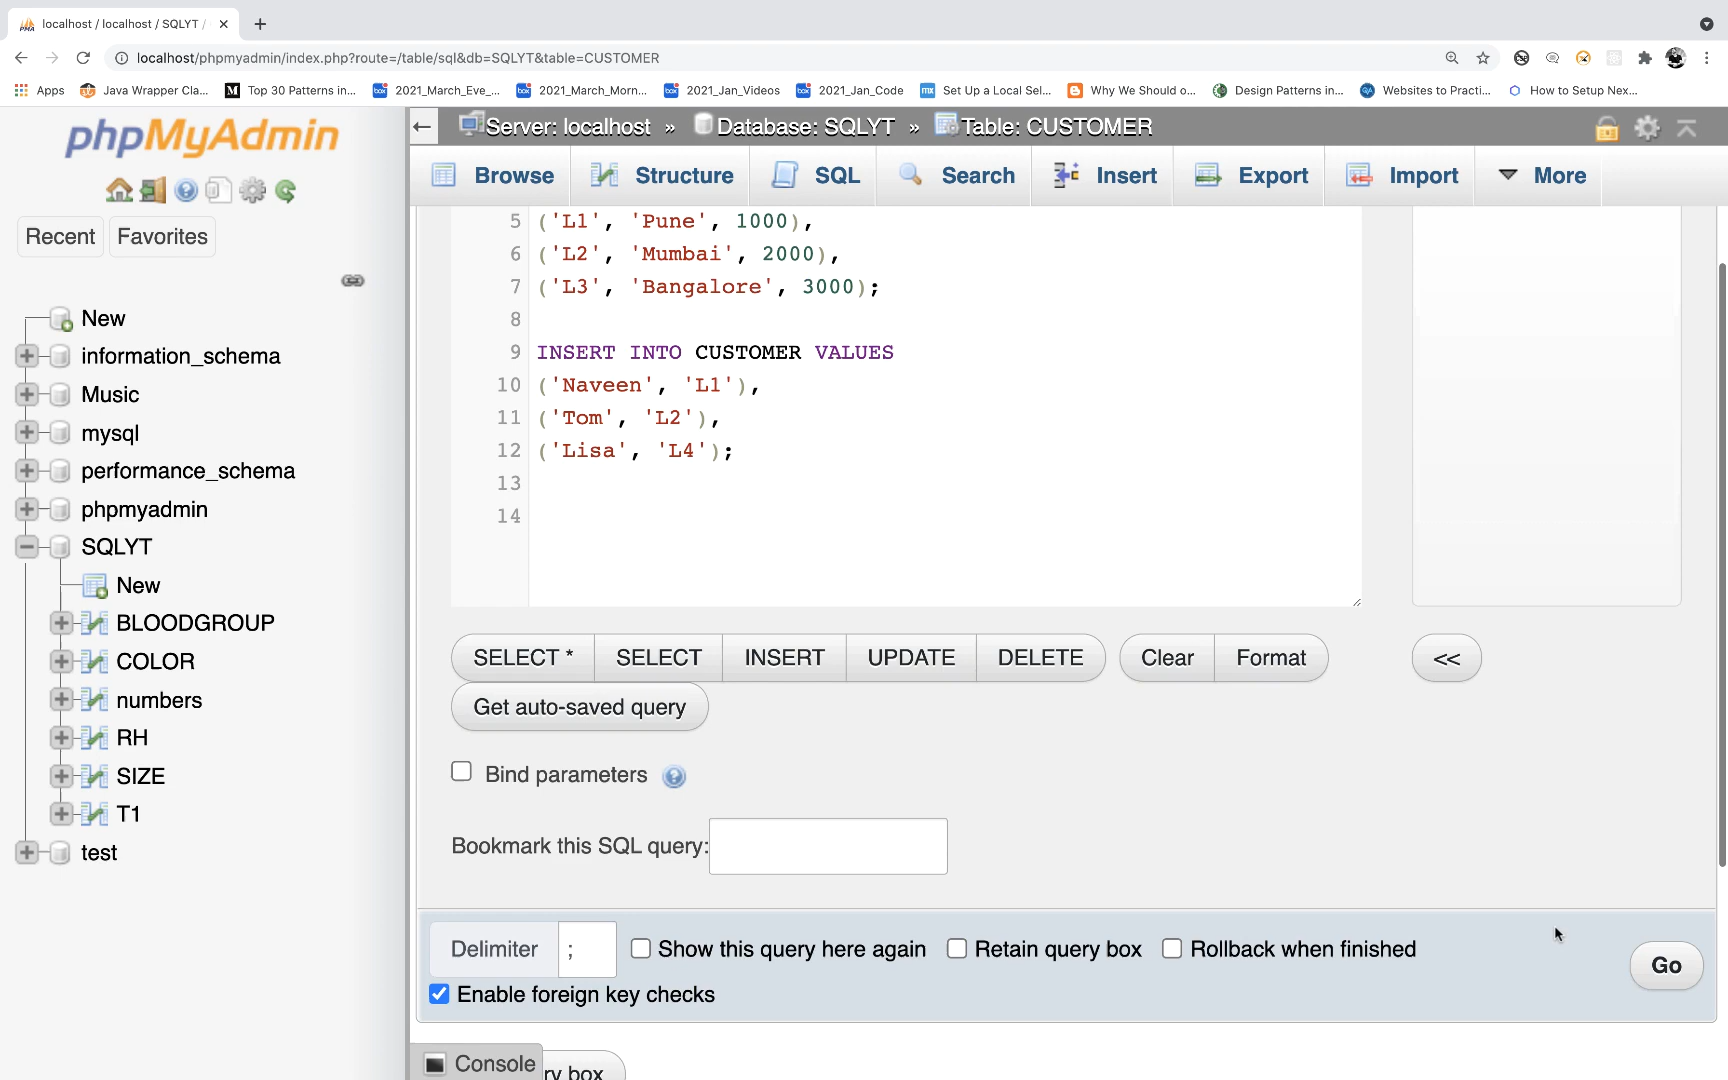 localhost / localhost / SQLYT /
localhost/phpmyadmin/index.php?route=/table/sql&db=SQLYT&table=CUSTOMER
Apps Java Wrapper Cla... Top 30 Patterns in... 2021_March_Eve_... 2021_March_Morn... 2021_Jan_Videos 2021_Jan_Code Set Up a Local Sel... Why We Should o... Design Patterns in... Websites to Practi... How to Setup Nex...
phpMyAdmin
Recent Favorites
New
information_schema
Music
mysql
performance_schema
phpmyadmin
SQLYT
New
BLOODGROUP
COLOR
numbers
RH
SIZE
T1
test
Server: localhost » Database: SQLYT » Table: CUSTOMER
Browse Structure SQL Search Insert Export Import More
5 ('L1', 'Pune', 1000),
6 ('L2', 'Mumbai', 2000),
7 ('L3', 'Bangalore', 3000);
8
9 INSERT INTO CUSTOMER VALUES
10 ('Naveen', 'L1'),
11 ('Tom', 'L2'),
12 ('Lisa', 'L4');
13
14
SELECT * SELECT INSERT UPDATE DELETE Clear Format <<
Get auto-saved query
Bind parameters
Bookmark this SQL query:
Delimiter ; Show this query here again Retain query box Rollback when finished
Go
Enable foreign key checks
Console
ry box